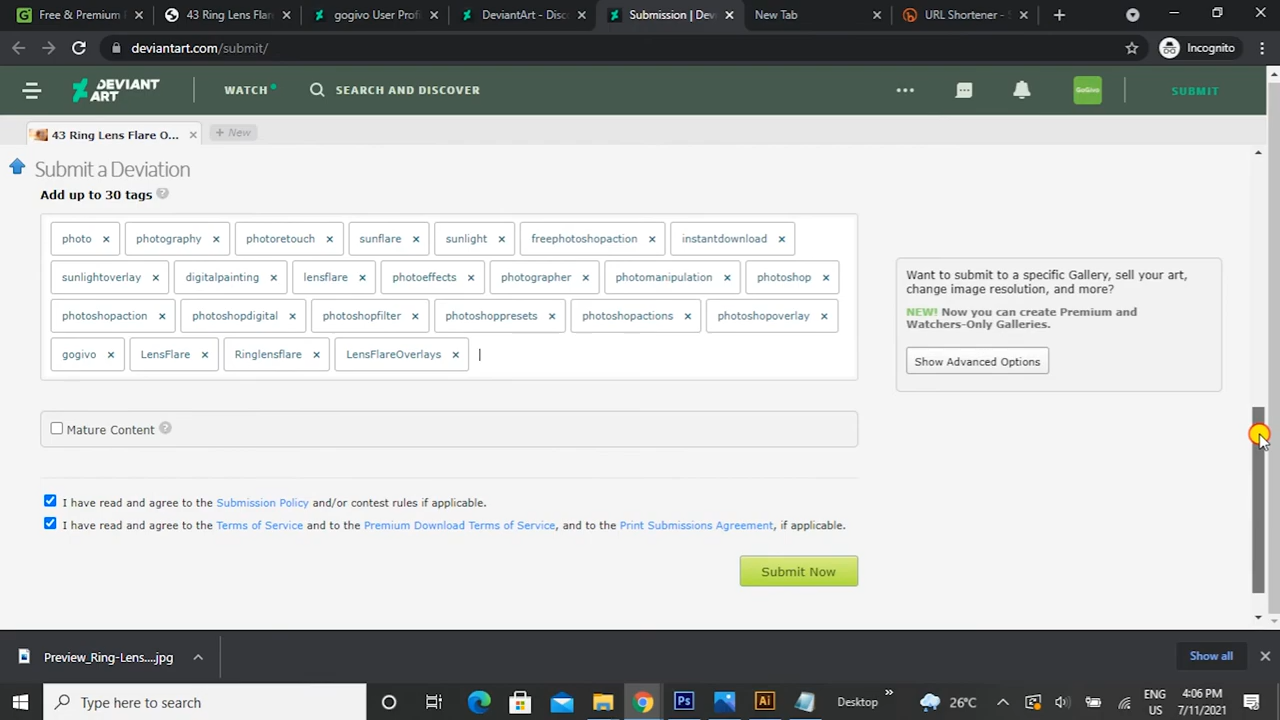 Free & Premium
43 Ring Lens Flar
gogivo User Profi
DeviantArt - Disco
Submission | Dev
New Tab
URL Shortener - S
deviantart.com/submit/
Incognito
DEVIANT ART
WATCH
SEARCH AND DISCOVER
GoGivo
SUBMIT
43 Ring Lens Flare O...
+ New
Submit a Deviation
Add up to 30 tags
photo photography photoretouch sunflare sunlight freephotoshopaction instantdownload
sunlightoverlay digitalpainting lensflare photoeffects photographer photomanipulation photoshop
photoshopaction photoshopdigital photoshopfilter photoshoppresets photoshopactions photoshopoverlay
gogivo LensFlare Ringlensflare LensFlareOverlays
Want to submit to a specific Gallery, sell your art,
change image resolution, and more?
NEW! Now you can create Premium and
Watchers-Only Galleries.
Show Advanced Options
Mature Content
I have read and agree to the Submission Policy and/or contest rules if applicable.
I have read and agree to the Terms of Service and to the Premium Download Terms of Service, and to the Print Submissions Agreement, if applicable.
Submit Now
Preview_Ring-Lens....jpg
Show all
Type here to search
Ps
Ai
Desktop
26°C
ENG
US
4:06 PM
7/11/2021